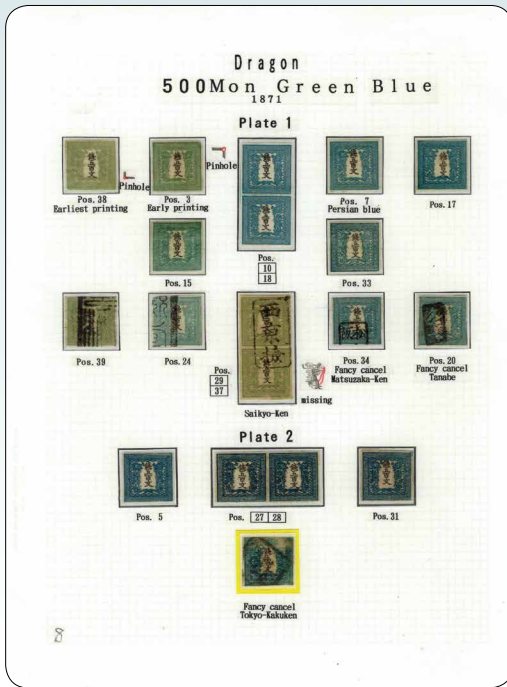 Dragon
500Mon Green Blue
1871
Plate 1
Pinhole
Pinhole
Pos. 38
Earliest printing
Pos. 3
Early printing
Pos. 7
Persian blue
Pos. 17
Pos.
10
18
Pos. 15
Pos. 33
Pos. 39
Pos. 24
Pos.
29
37
Saikyo-Ken
missing
Pos. 34
Fancy cancel
Matsuzaka-Ken
Pos. 20
Fancy cancel
Tanabe
Plate 2
Pos. 5
Pos. 27 28
Pos. 31
Fancy cancel
Tokyo-Kakuken
8